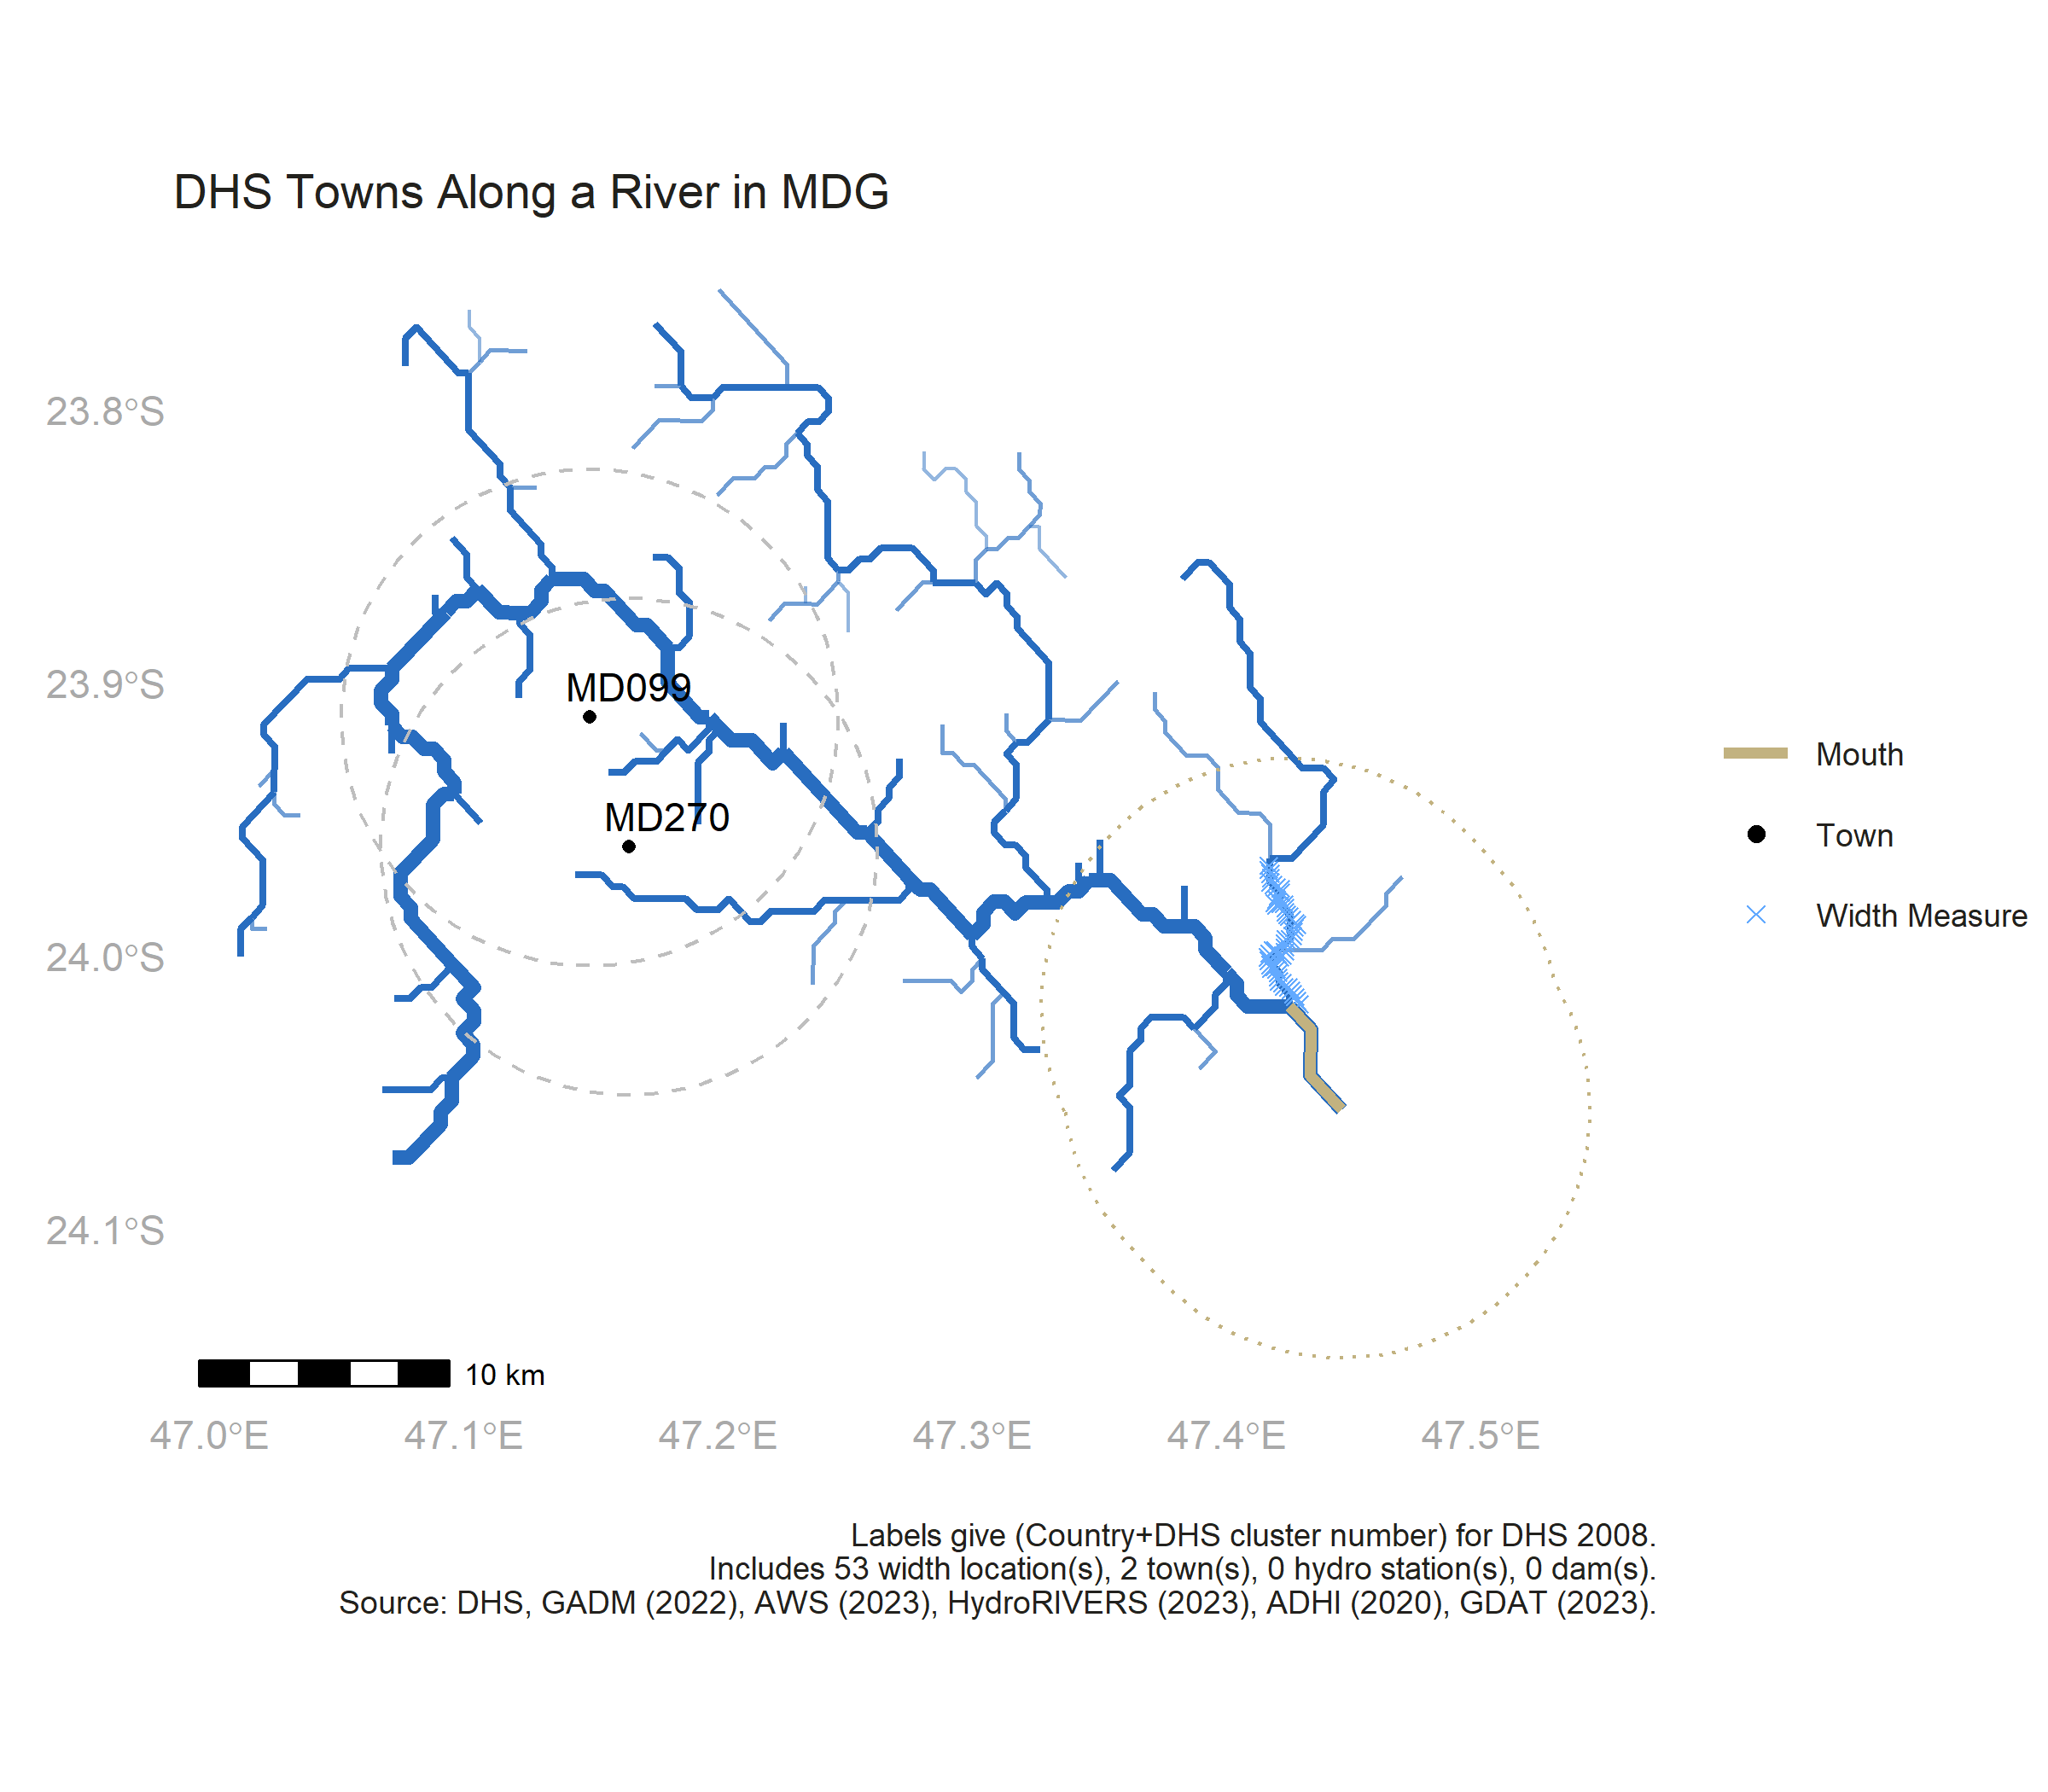 DHS Towns Along a River in MDG
23.8°S
23.9°S
24.0°S
24.1°S
MD099
MD270
Mouth
Town
Width Measure
10 km
47.0°E
47.1°E
47.2°E
47.3°E
47.4°E
47.5°E
Labels give (Country+DHS cluster number) for DHS 2008.
Includes 53 width location(s), 2 town(s), 0 hydro station(s), 0 dam(s).
Source: DHS, GADM (2022), AWS (2023), HydroRIVERS (2023), ADHI (2020), GDAT (2023).